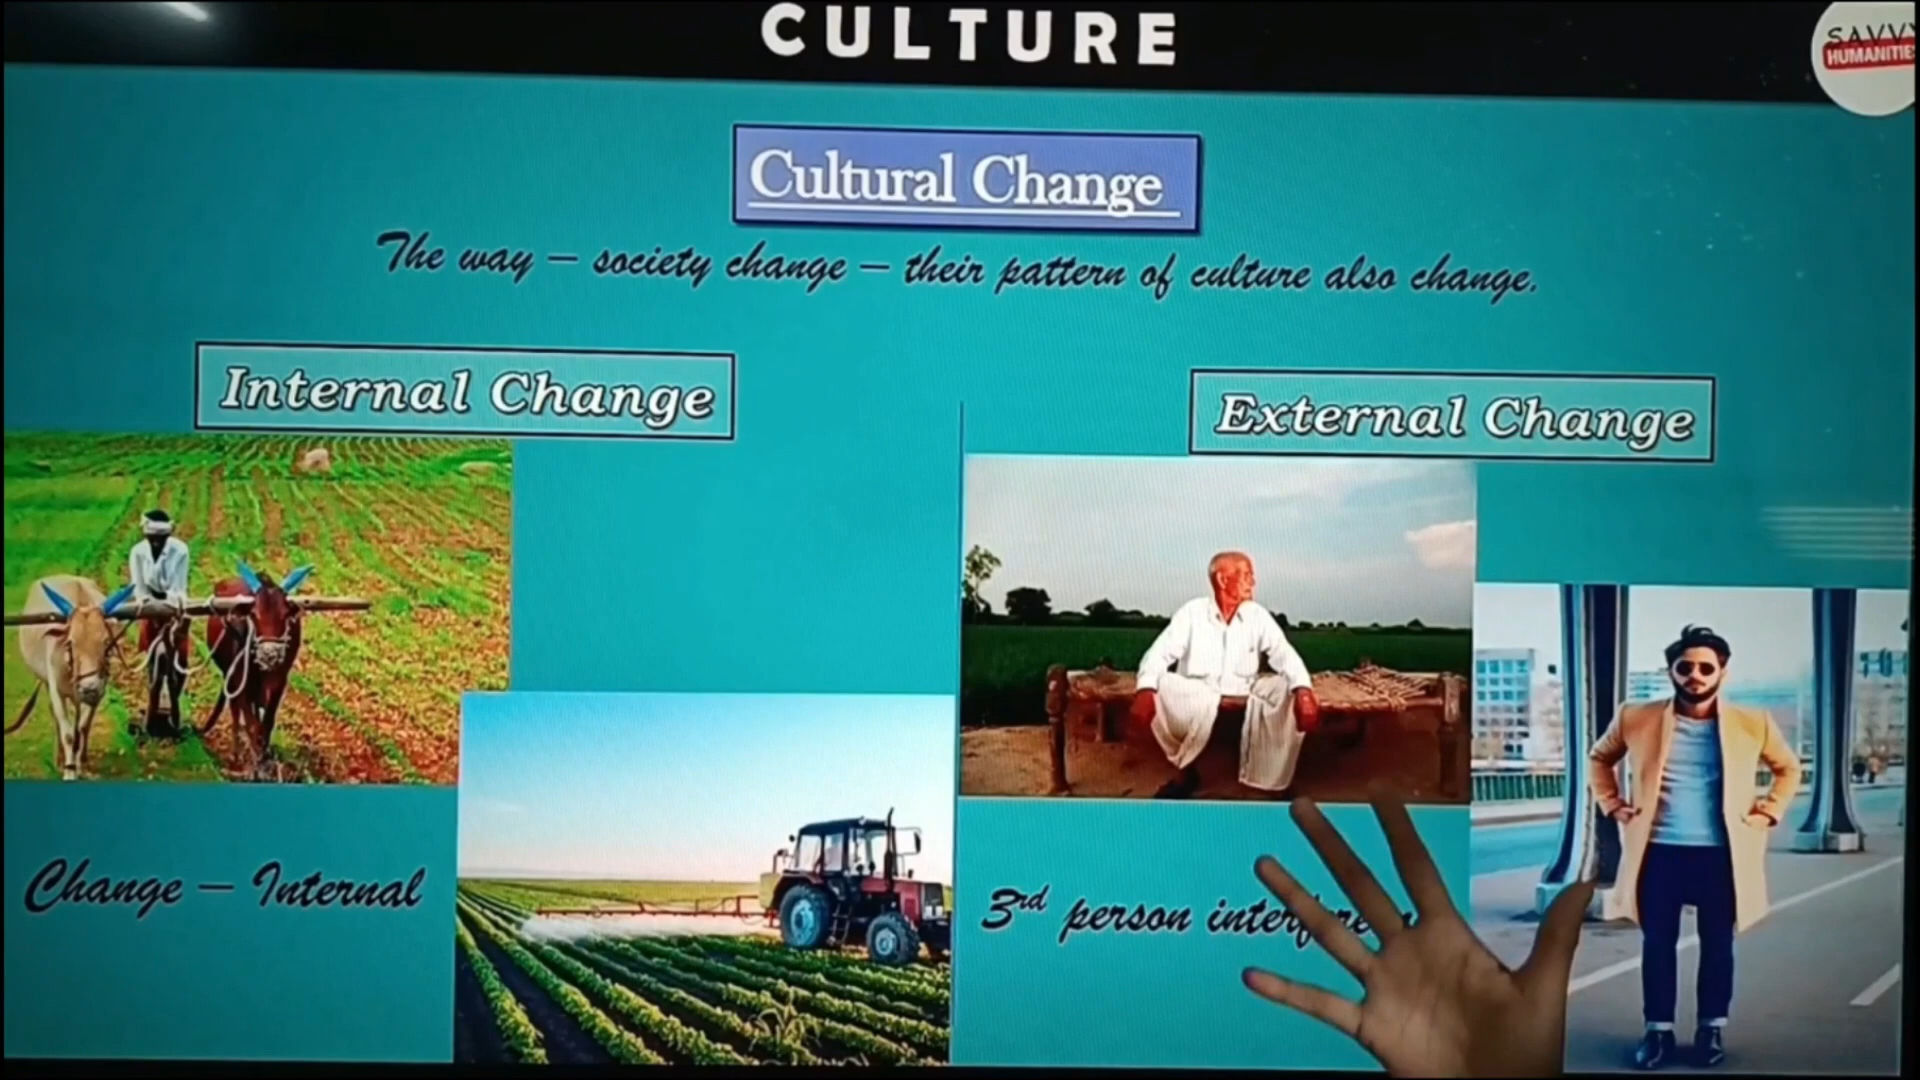 CULTURE
SAVVY
HUMANITIES
Cultural Change
The way – society change – their pattern of culture also change.
Internal Change
External Change
Change – Internal
3rd person